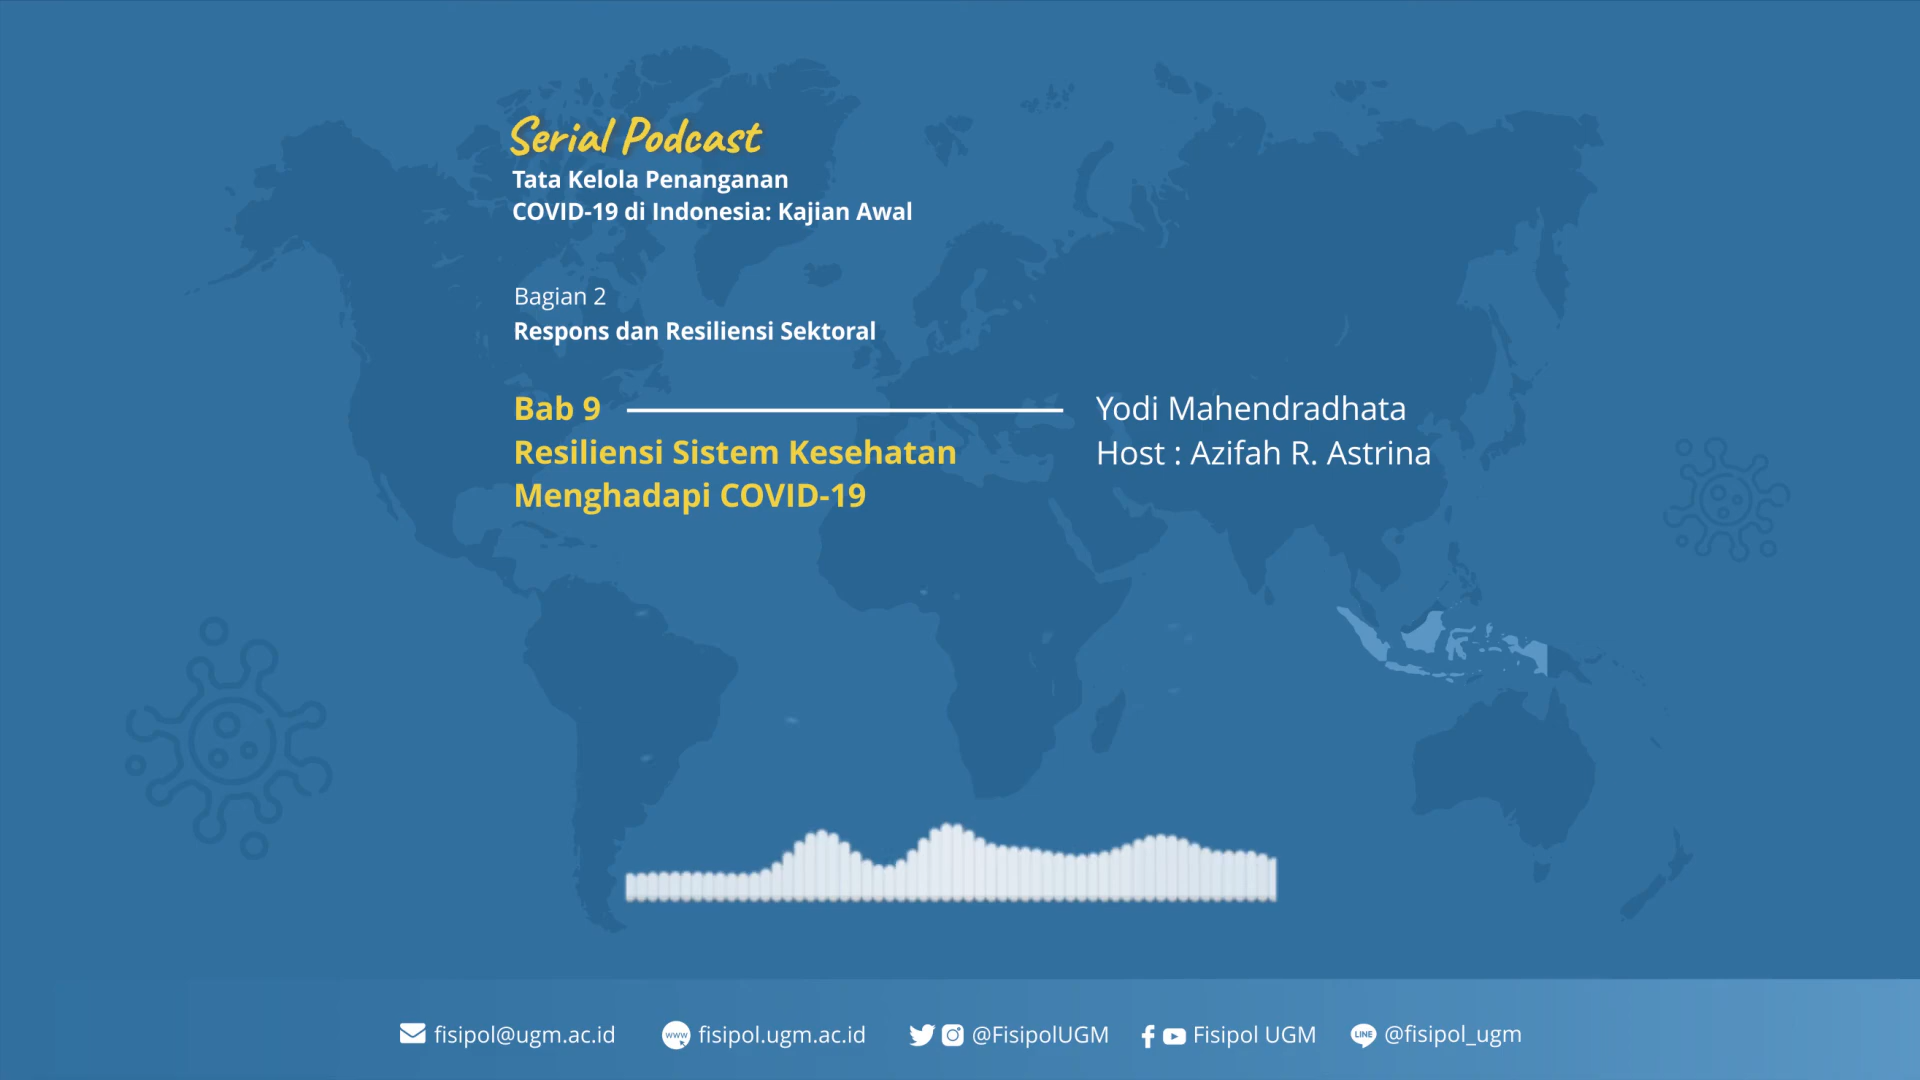 Serial Podcast
Tata Kelola Penanganan
COVID-19 di Indonesia: Kajian Awal
Bagian 2
Respons dan Resiliensi Sektoral
Bab 9
Resiliensi Sistem Kesehatan
Menghadapi COVID-19
Yodi Mahendradhata
Host : Azifah R. Astrina
fisipol@ugm.ac.id
www fisipol.ugm.ac.id
@FisipolUGM
Fisipol UGM
LINE @fisipol_ugm